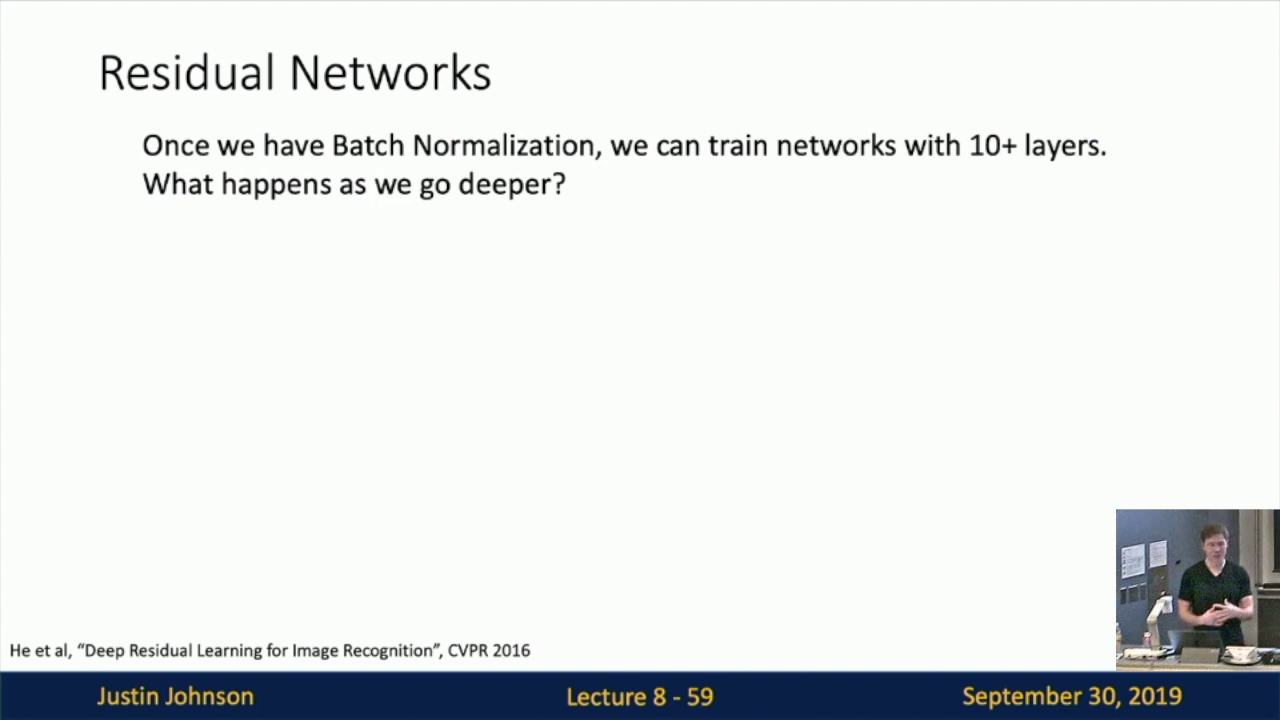 Residual Networks
Once we have Batch Normalization, we can train networks with 10+ layers.
What happens as we go deeper?
He et al, “Deep Residual Learning for Image Recognition”, CVPR 2016
Justin Johnson
Lecture 8 - 59
September 30, 2019